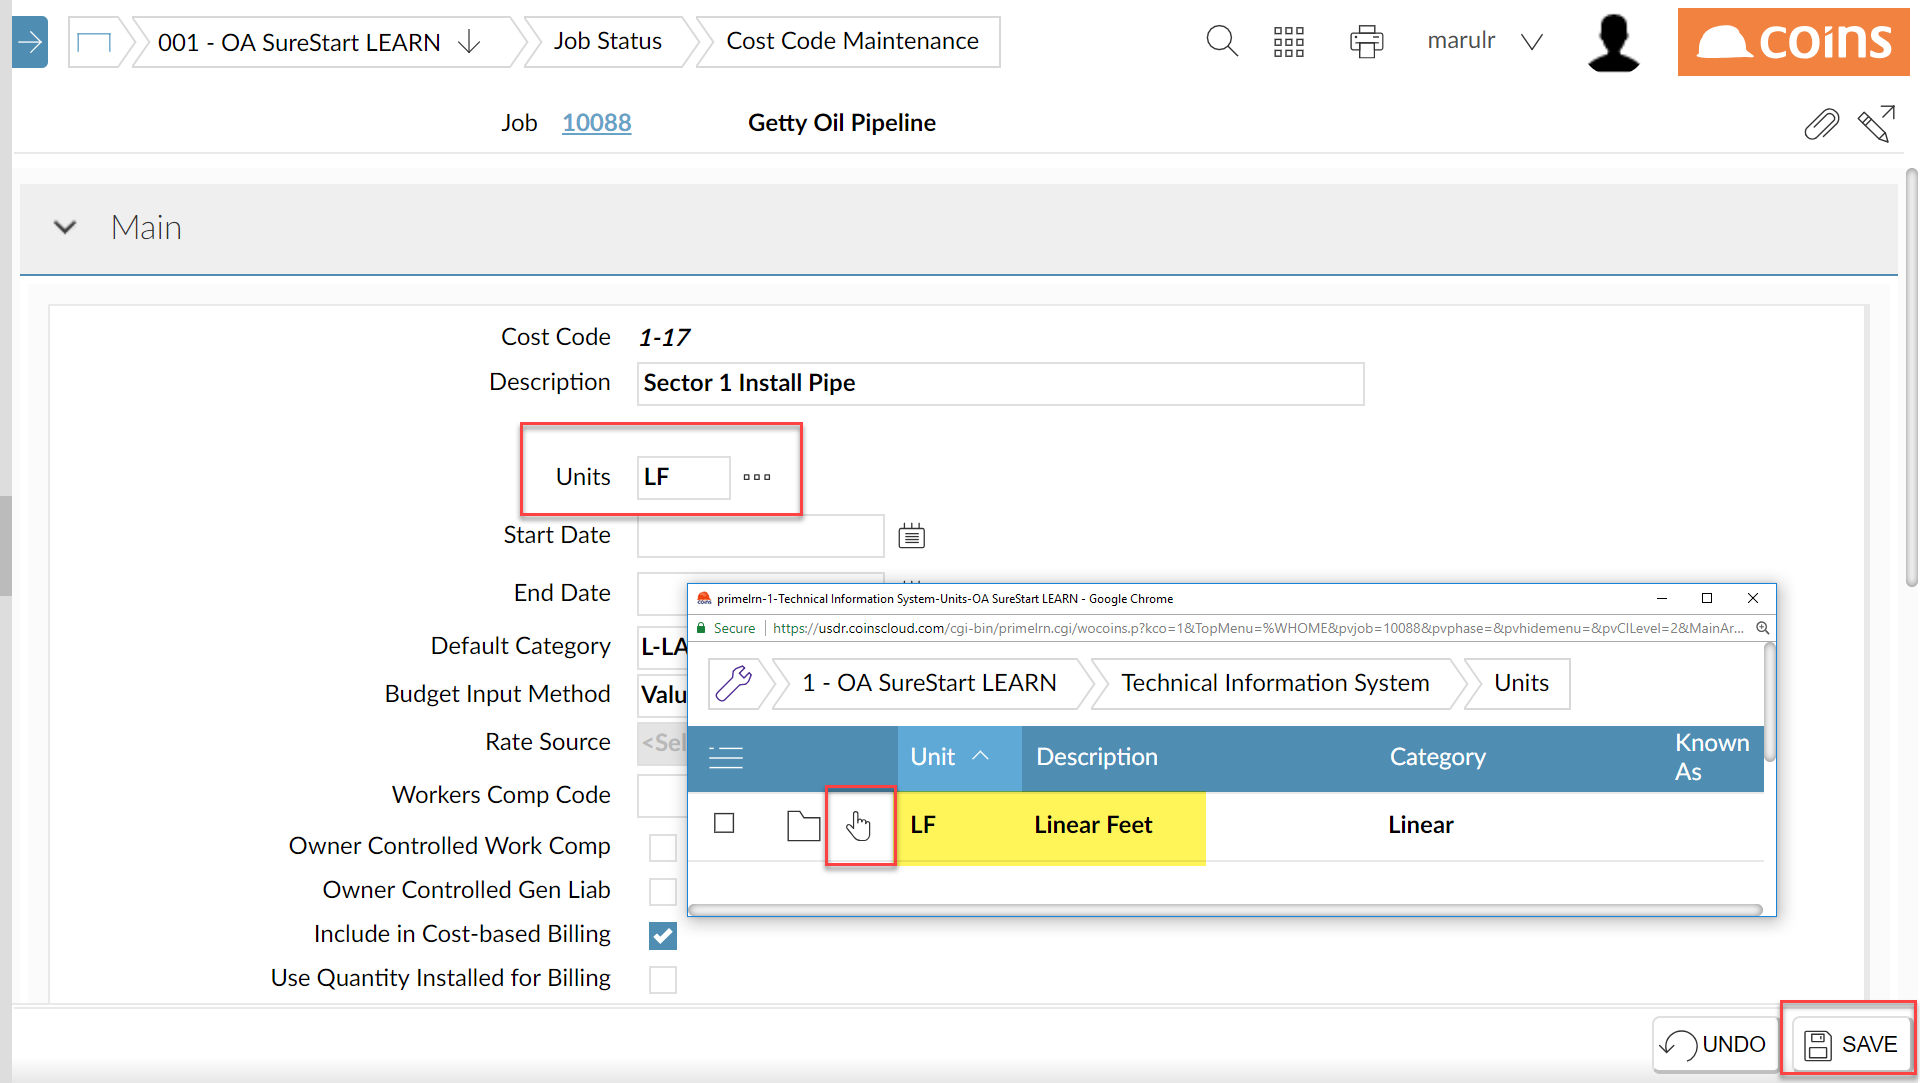 001 - OA SureStart LEARN
Job Status
Cost Code Maintenance
marulr
coins
Job 10088 Getty Oil Pipeline
Main
Cost Code 1-17
Description Sector 1 Install Pipe
Units LF
Start Date
End Date
Default Category L-LA
Budget Input Method Valu
Rate Source <Sel
Workers Comp Code
Owner Controlled Work Comp
Owner Controlled Gen Liab
Include in Cost-based Billing
Use Quantity Installed for Billing
primelrn-1-Technical Information System-Units-OA SureStart LEARN - Google Chrome
Secure https://usdr.coinscloud.com/cgi-bin/primelrn.cgi/wocoins.p?kco=1&TopMenu=%WHOME&pvjob=10088&pvphase=&pvhidemenu=&pvCILevel=2&MainAr...
1 - OA SureStart LEARN
Technical Information System
Units
Unit Description Category Known As
LF Linear Feet Linear
UNDO SAVE